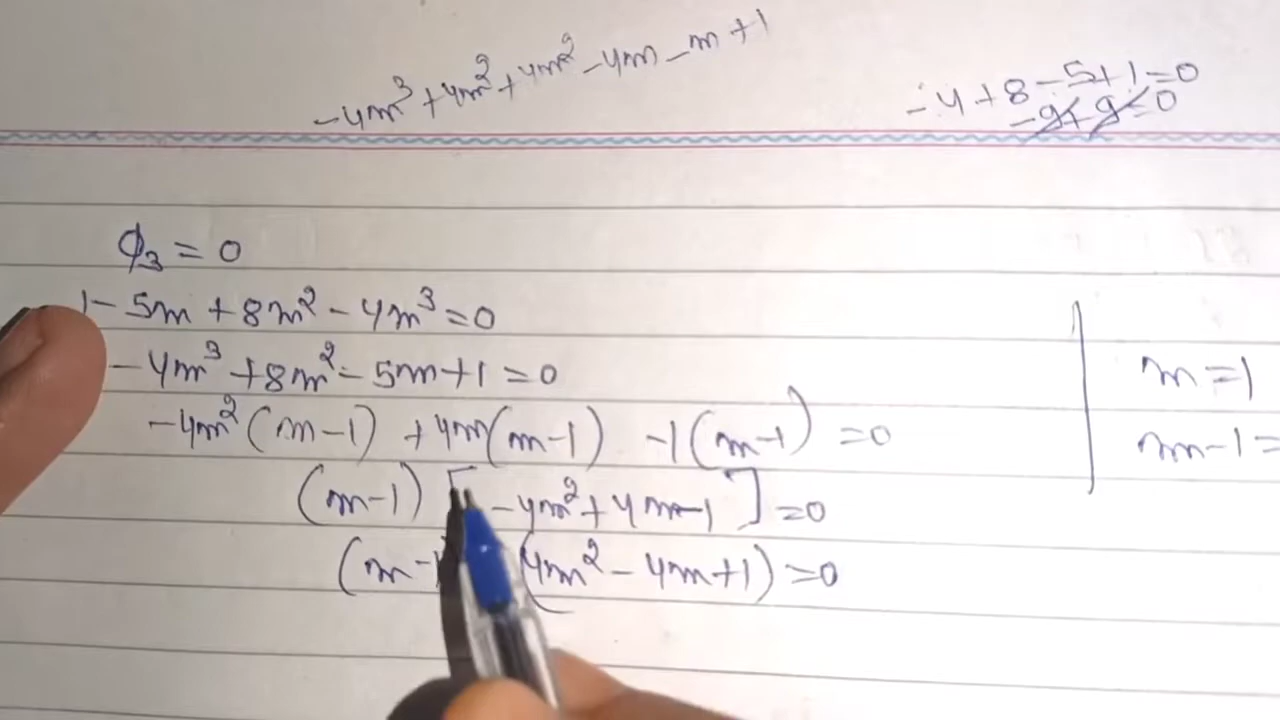 -4m³+4m²+4m²-4m-m+1
-4+8-5+1=0
-9+9=0
ϕ₃=0
1-5m+8m²-4m³=0
-4m³+8m²-5m+1=0
-4m²(m-1) +4m(m-1) -1(m-1) =0
(m-1) [-4m²+4m-1]=0
(m-1 (4m²-4m+1)=0
m=1
m-1=